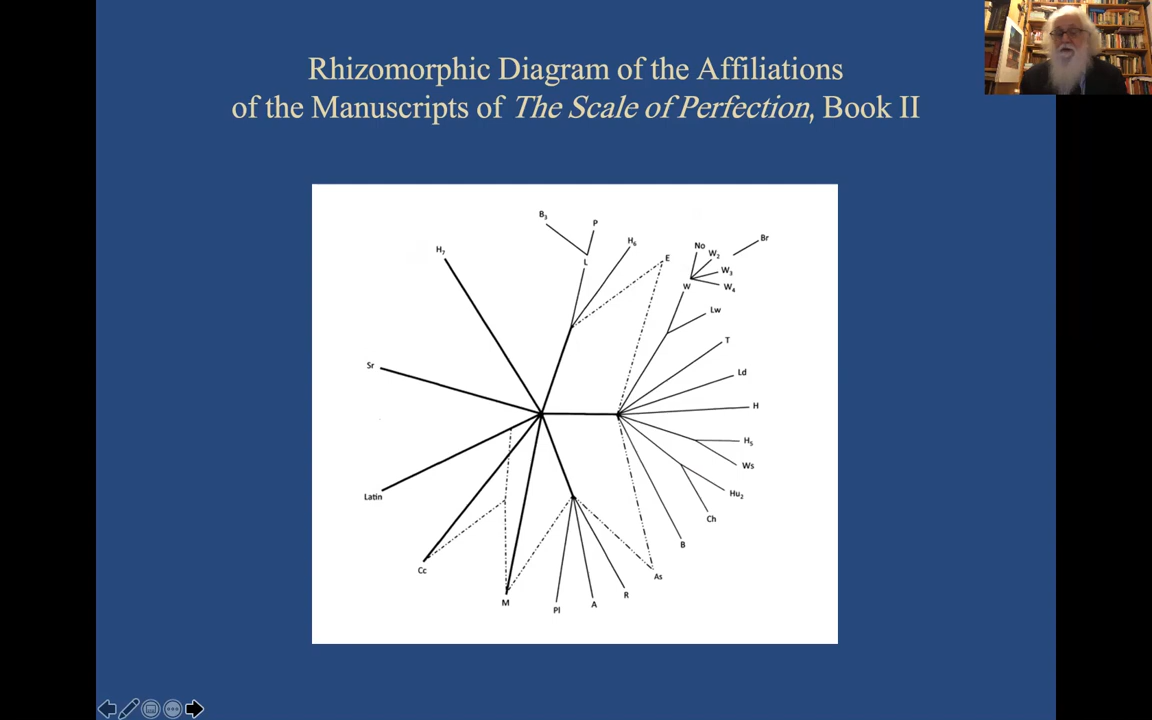 Rhizomorphic Diagram of the Affiliations
of the Manuscripts of The Scale of Perfection, Book II
B3
P
H6
H7
L
E
No
W2
Br
W3
W
W4
Lw
T
Sr
Ld
H
H5
Ws
Latin
Hu2
Ch
B
Cc
As
M
Pl
A
R